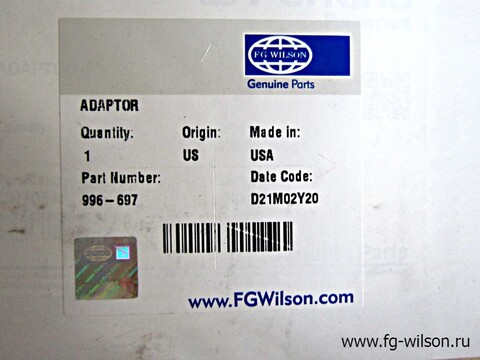 FG WILSON
Genuine Parts
ADAPTOR
Quantity: Origin: Made in:
1 US USA
Part Number: Date Code:
996-697 D21M02Y20
www.FGWilson.com
www.fg-wilson.ru